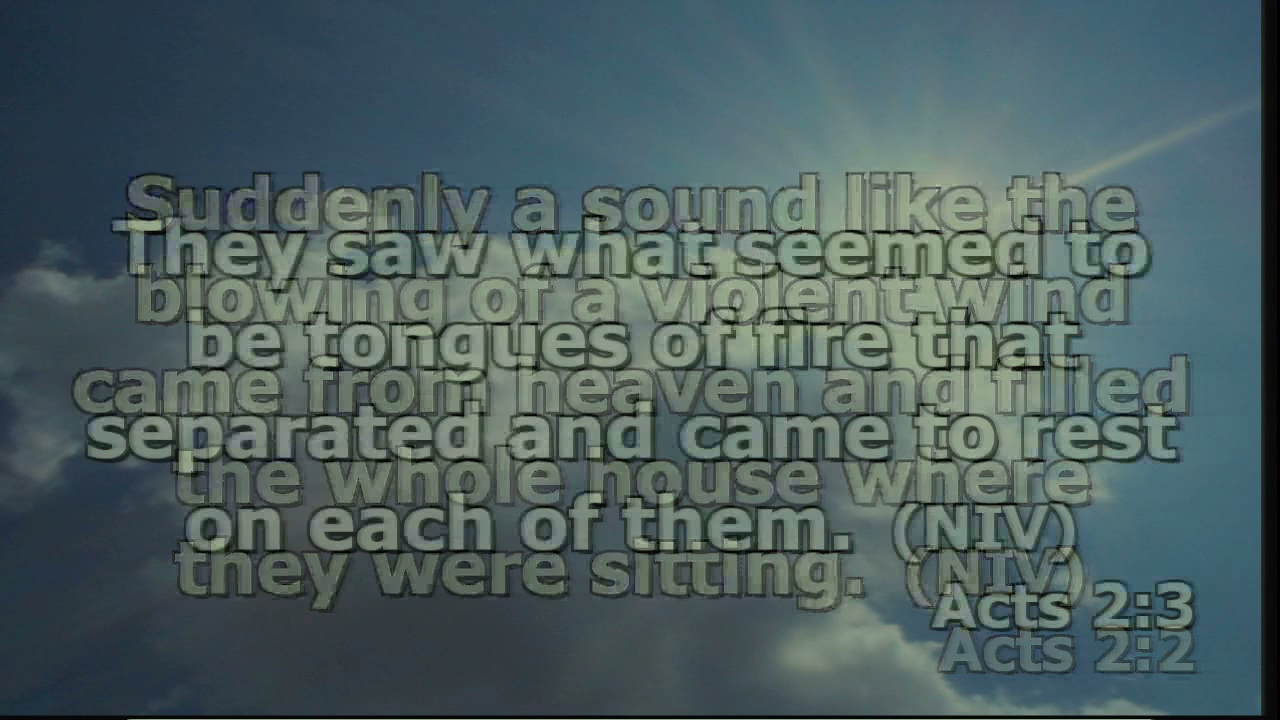 Suddenly a sound like the
They saw what seemed to
blowing of a violent wind
be tongues of fire that
came from heaven and filled
separated and came to rest
the whole house where
on each of them. (NIV)
they were sitting. (NIV)
Acts 2:3
Acts 2:2